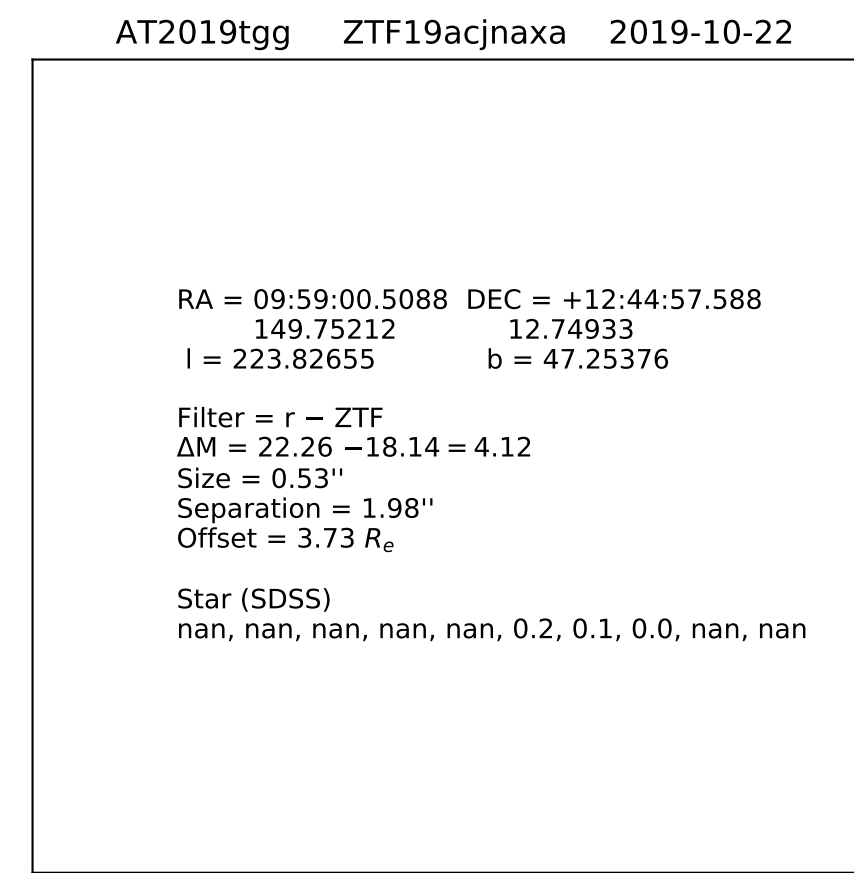 AT2019tgg ZTF19acjnaxa 2019-10-22
RA = 09:59:00.5088 DEC = +12:44:57.588
149.75212 12.74933
l = 223.82655 b = 47.25376
Filter = r − ZTF
ΔM = 22.26 −18.14 = 4.12
Size = 0.53''
Separation = 1.98''
Offset = 3.73 Re
Star (SDSS)
nan, nan, nan, nan, nan, 0.2, 0.1, 0.0, nan, nan